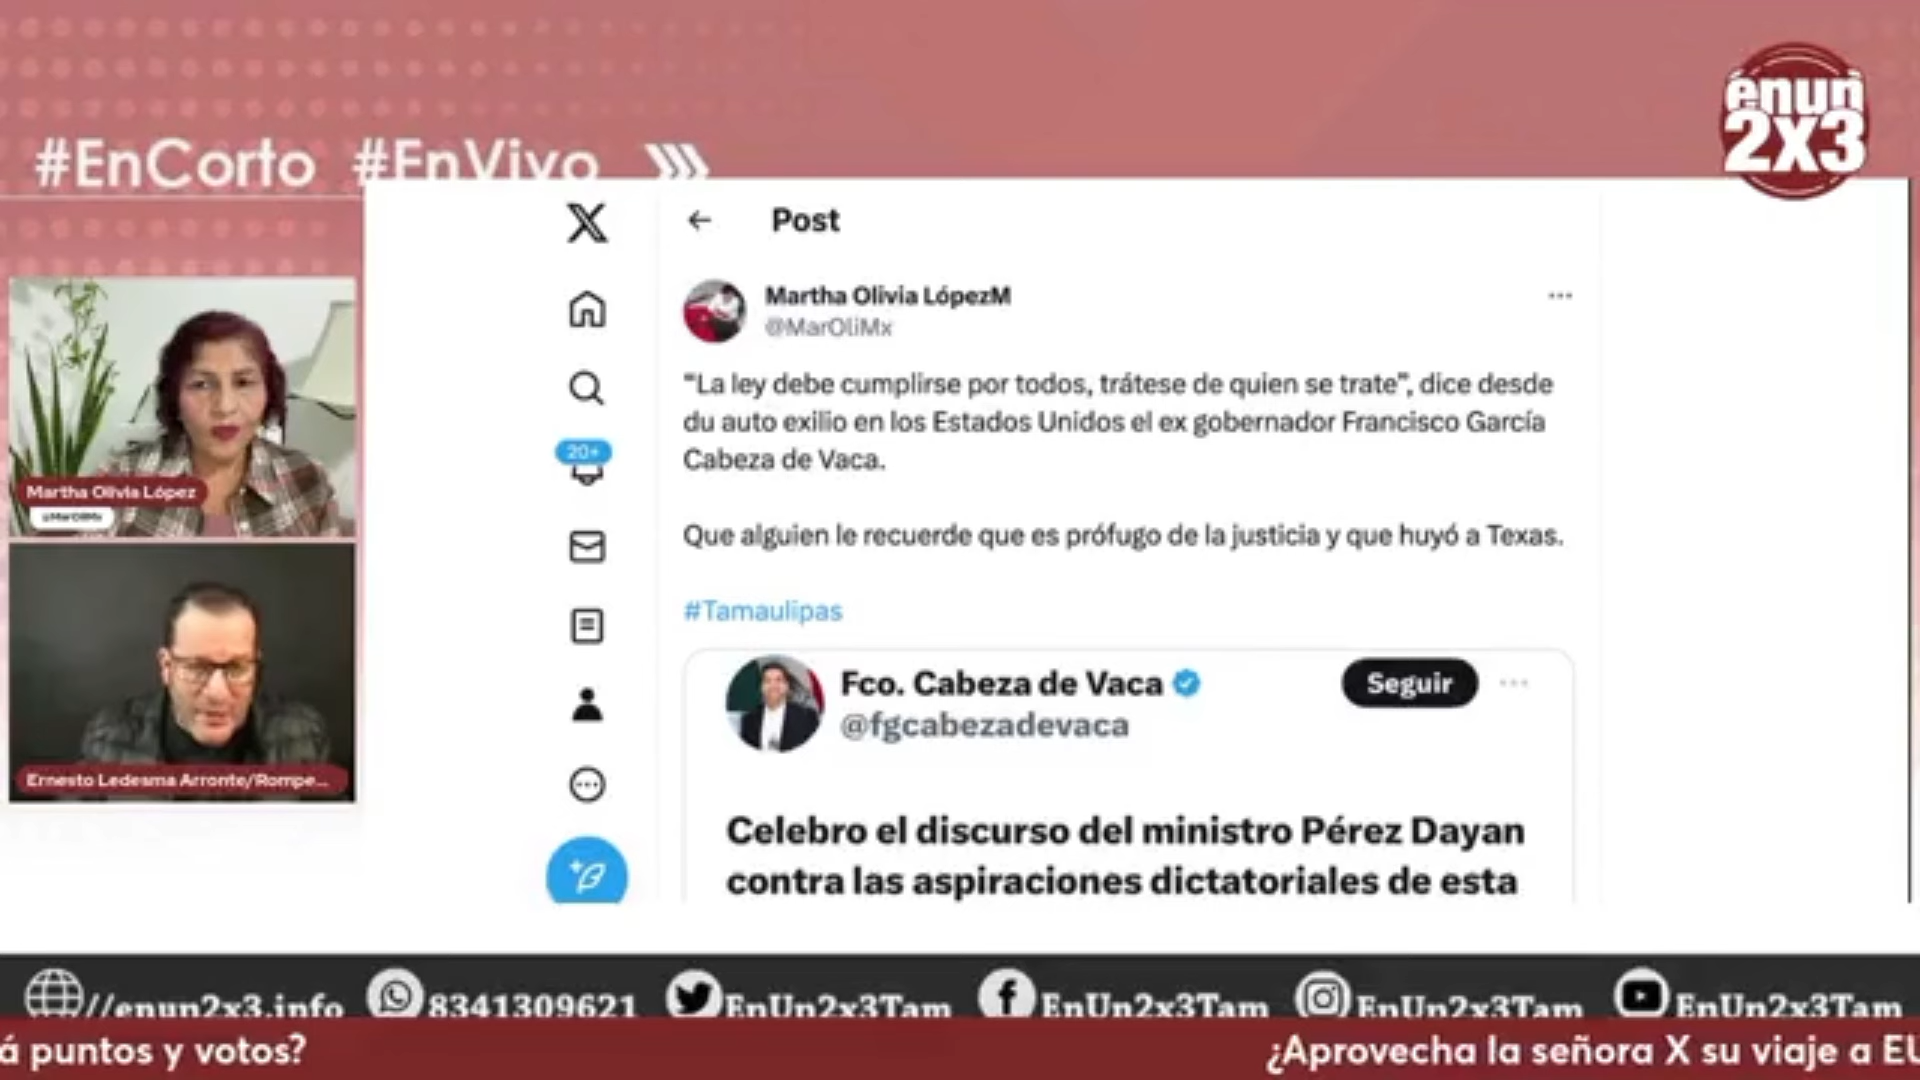 énun
2x3
#EnCorto #EnVivo
Post
Martha Olivia LópezM
@MarOliMx
“La ley debe cumplirse por todos, trátese de quien se trate”, dice desde
du auto exilio en los Estados Unidos el ex gobernador Francisco García
Cabeza de Vaca.
Que alguien le recuerde que es prófugo de la justicia y que huyó a Texas.
#Tamaulipas
20+
Fco. Cabeza de Vaca
Seguir
@fgcabezadevaca
Celebro el discurso del ministro Pérez Dayan
contra las aspiraciones dictatoriales de esta
Martha Olivia López
@MarOliMx
Ernesto Ledesma Arronte/Rompe...
//enun2x3.info 8341309621 EnUn2x3Tam EnUn2x3Tam EnUn2x3Tam EnUn2x3Tam
á puntos y votos? ¿Aprovecha la señora X su viaje a EU